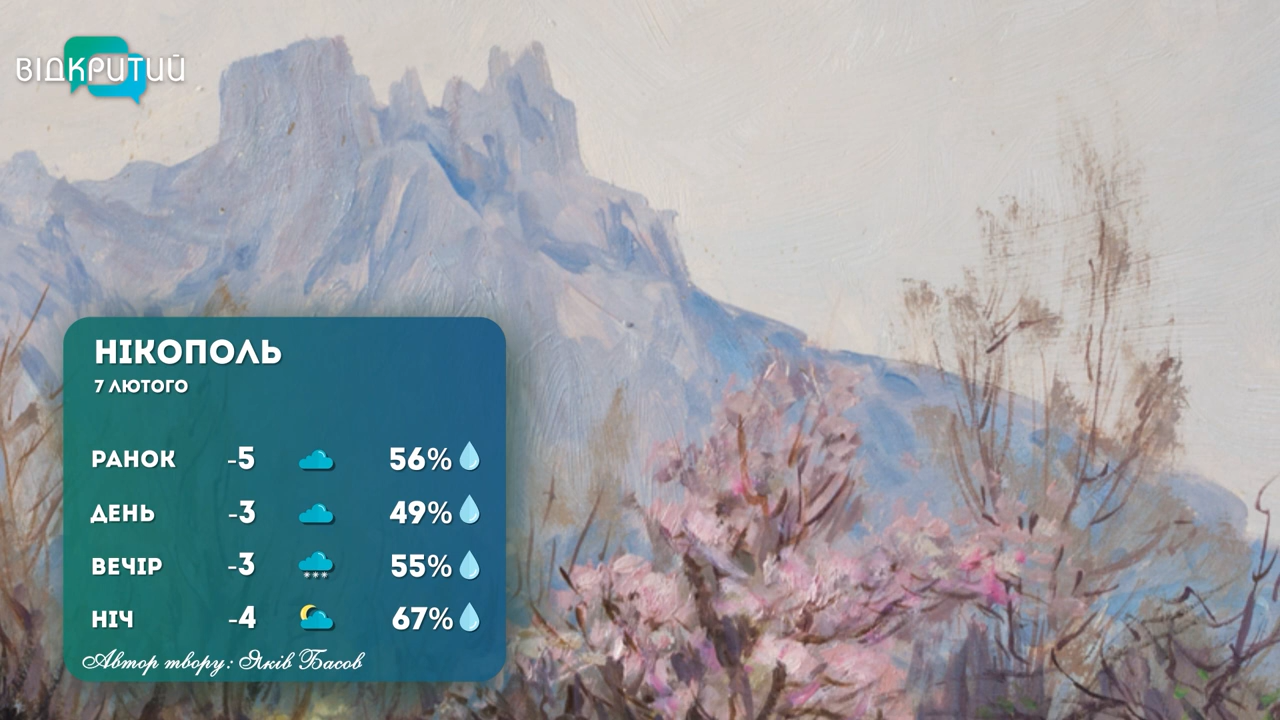 ВІДКРИТИЙ
НІКОПОЛЬ
7 ЛЮТОГО
РАНОК -5 56%
ДЕНЬ -3 49%
ВЕЧІР -3 55%
НІЧ -4 67%
Автор твору: Яків Басов